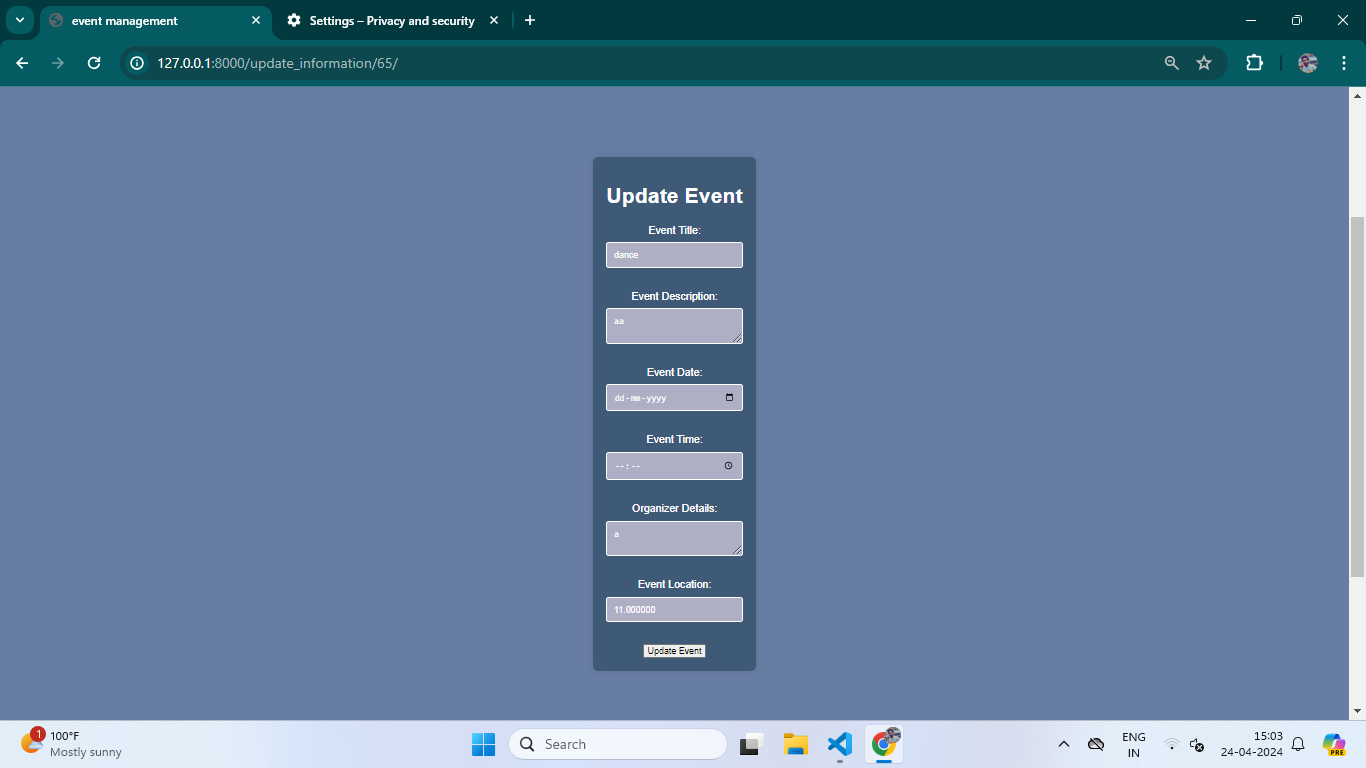 event management
Settings – Privacy and security
127.0.0.1:8000/update_information/65/
Update Event
Event Title:
dance
Event Description:
aa
Event Date:
dd-mm-yyyy
Event Time:
--:--
Organizer Details:
a
Event Location:
11.000000
Update Event
1
100°F
Mostly sunny
Search
ENG
IN
15:03
24-04-2024
PRE